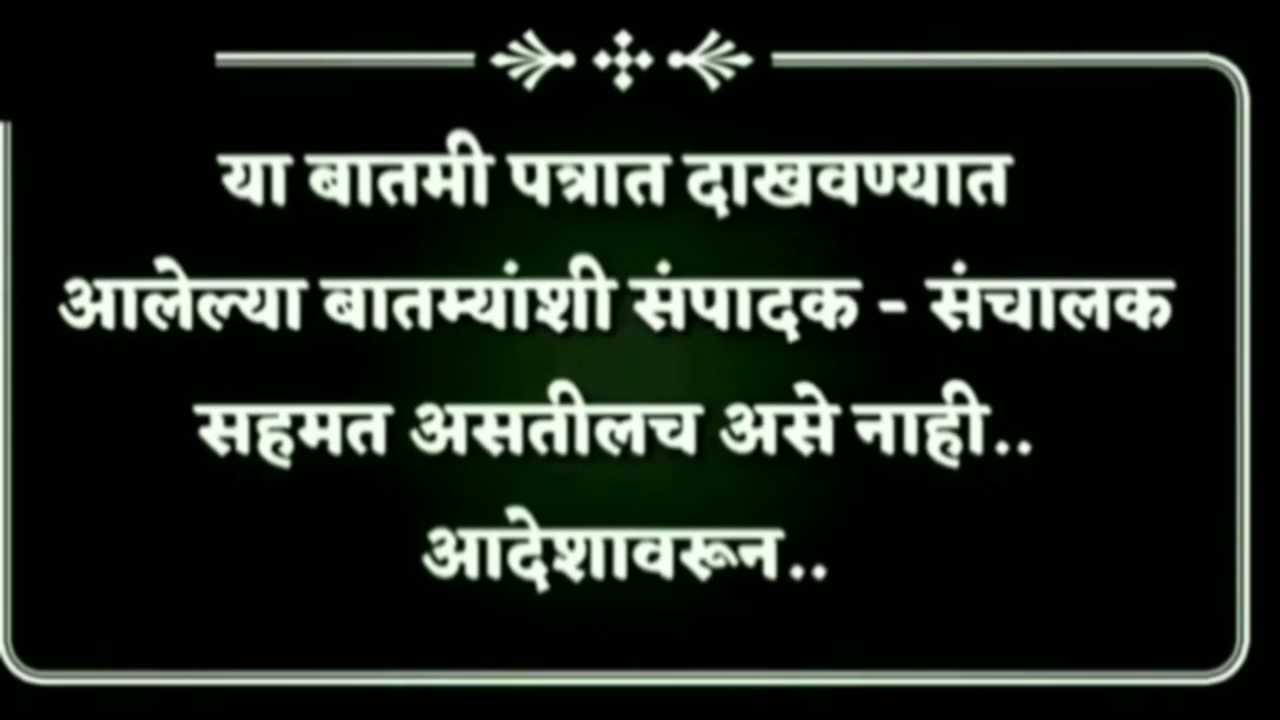 या बातमी पत्रात दाखवण्यात
आलेल्या बातम्यांशी संपादक - संचालक
सहमत असतीलच असे नाही..
आदेशावरून..